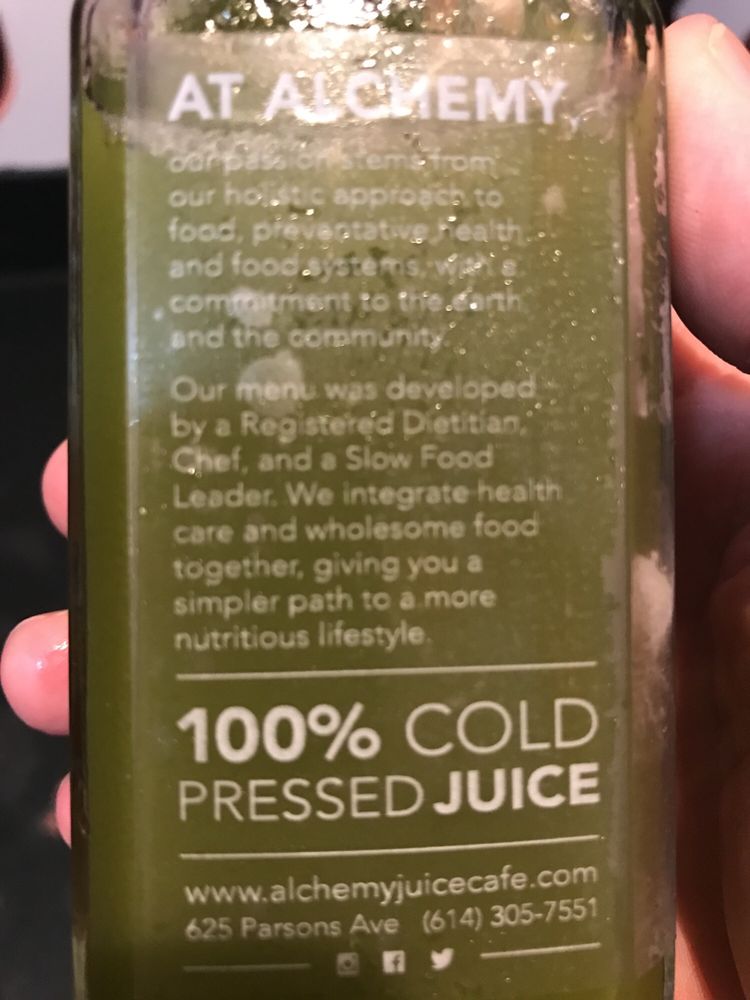 AT ALCHEMY,
our passion stems from
our holistic approach to
food, preventative health
and food systems, with a
commitment to the earth
and the community.
Our menu was developed
by a Registered Dietitian,
Chef, and a Slow Food
Leader. We integrate health
care and wholesome food
together, giving you a
simpler path to a more
nutritious lifestyle.
100% COLD
PRESSED JUICE
www.alchemyjuicecafe.com
625 Parsons Ave (614) 305-7551